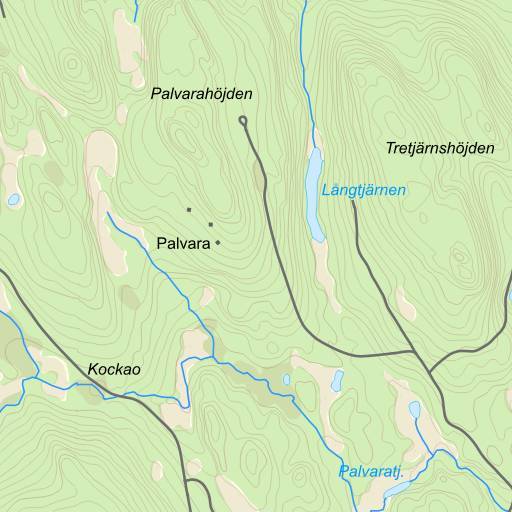 Palvarahöjden
Tretjärnshöjden
Långtjärnen
Palvara
Kockao
Palvaratj.